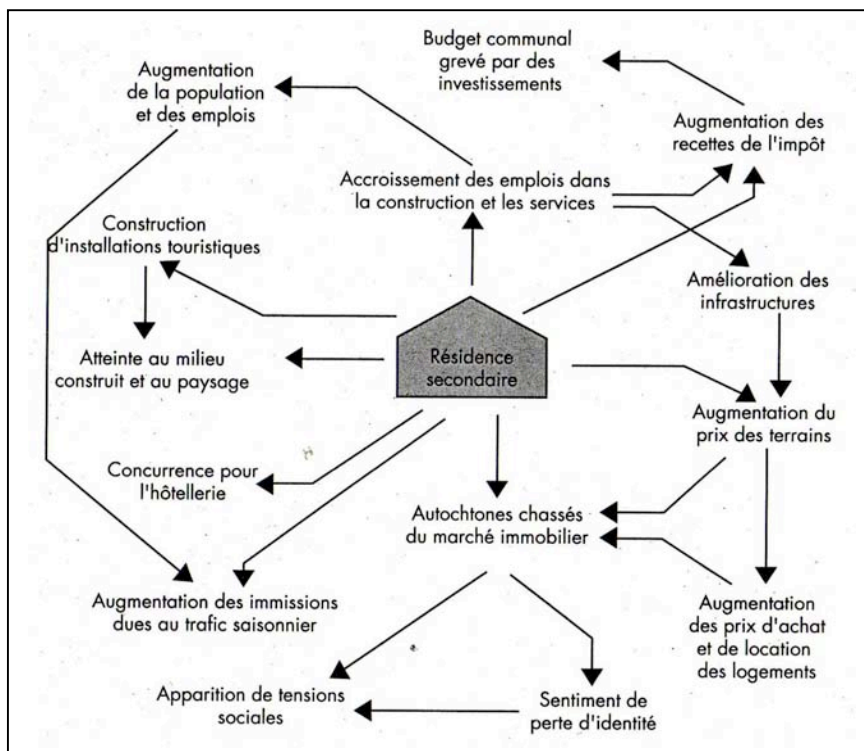 Budget communal
grevé par des
investissements
Augmentation
de la population
et des emplois
Augmentation des
recettes de l'impôt
Accroissement des emplois dans
la construction et les services
Construction
d'installations touristiques
Amélioration des
infrastructures
Résidence
secondaire
Atteinte au milieu
construit et au paysage
Augmentation du
prix des terrains
Concurrence pour
l'hôtellerie
Autochtones chassés
du marché immobilier
Augmentation des immissions
dues au trafic saisonnier
Augmentation
des prix d'achat
et de location
des logements
Apparition de tensions
sociales
Sentiment de
perte d'identité